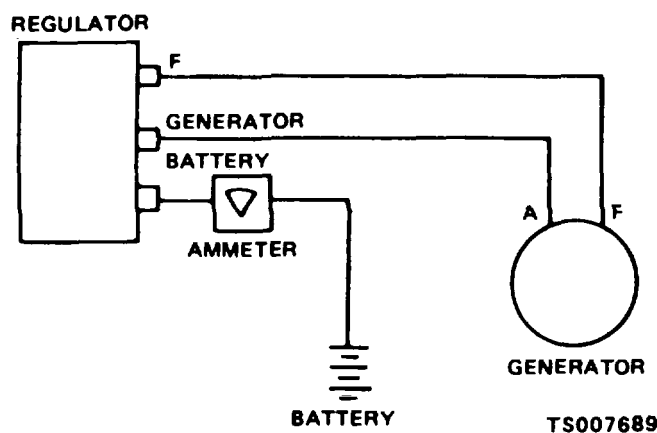 REGULATOR
F
GENERATOR
BATTERY
AMMETER
A F
GENERATOR
BATTERY
TS007689